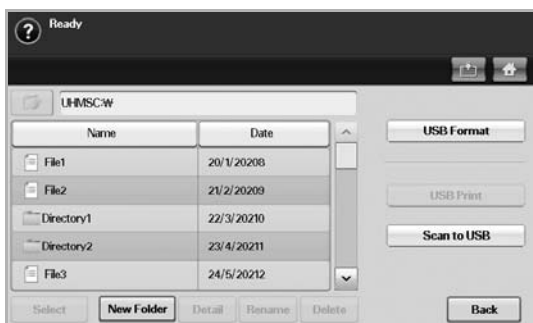 Ready
UHMSC:₩
Name Date
File1 20/1/20208
File2 21/2/20209
Directory1 22/3/20210
Directory2 23/4/20211
File3 24/5/20212
USB Format
USB Print
Scan to USB
Select New Folder Detail Rename Delete Back